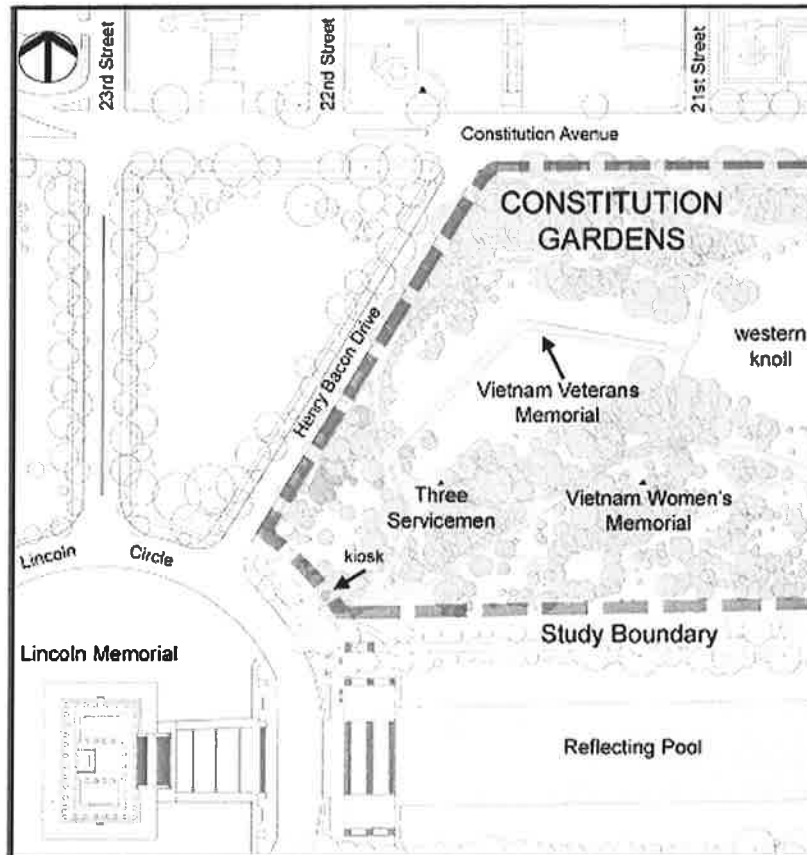 23rd Street
22nd Street
21st Street
Constitution Avenue
CONSTITUTION
GARDENS
Henry Bacon Drive
western
knoll
Vietnam Veterans
Memorial
Three
Servicemen
Vietnam Women's
Memorial
Lincoln Circle
kiosk
Study Boundary
Lincoln Memorial
Reflecting Pool